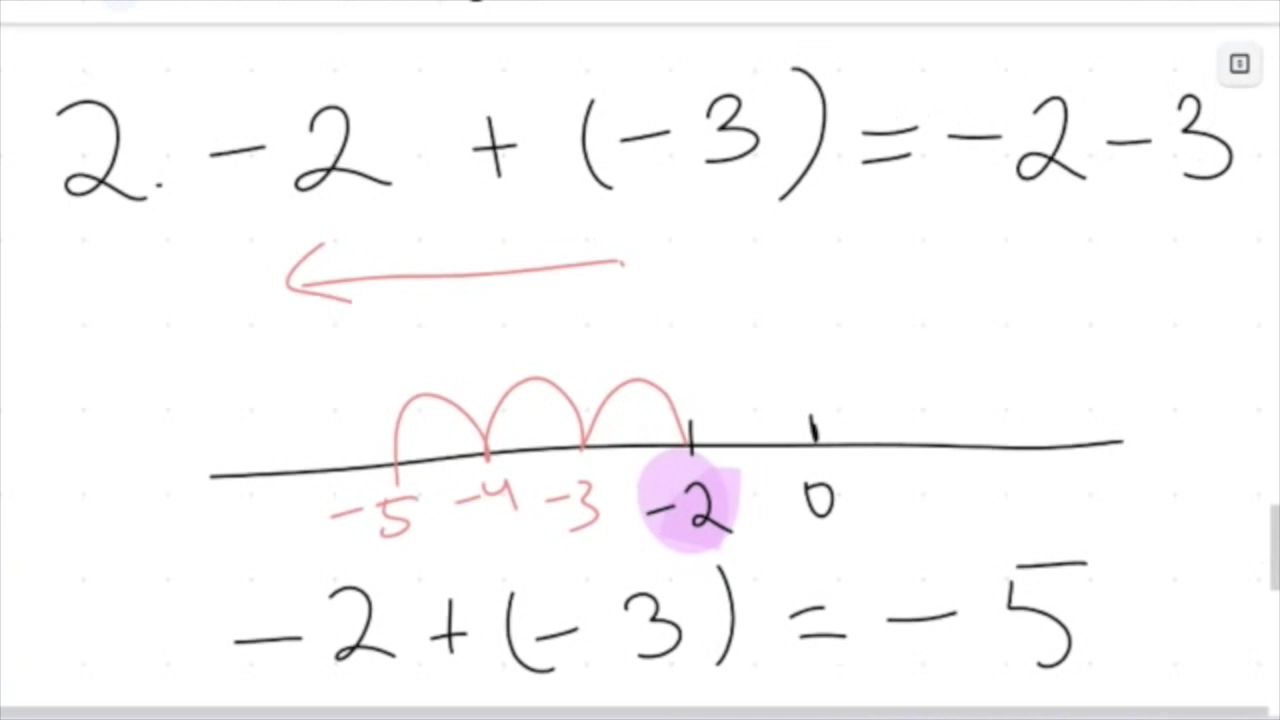 2. -2 + (-3) = -2-3
-5 -4 -3 -2 0
-2+(-3) = -5